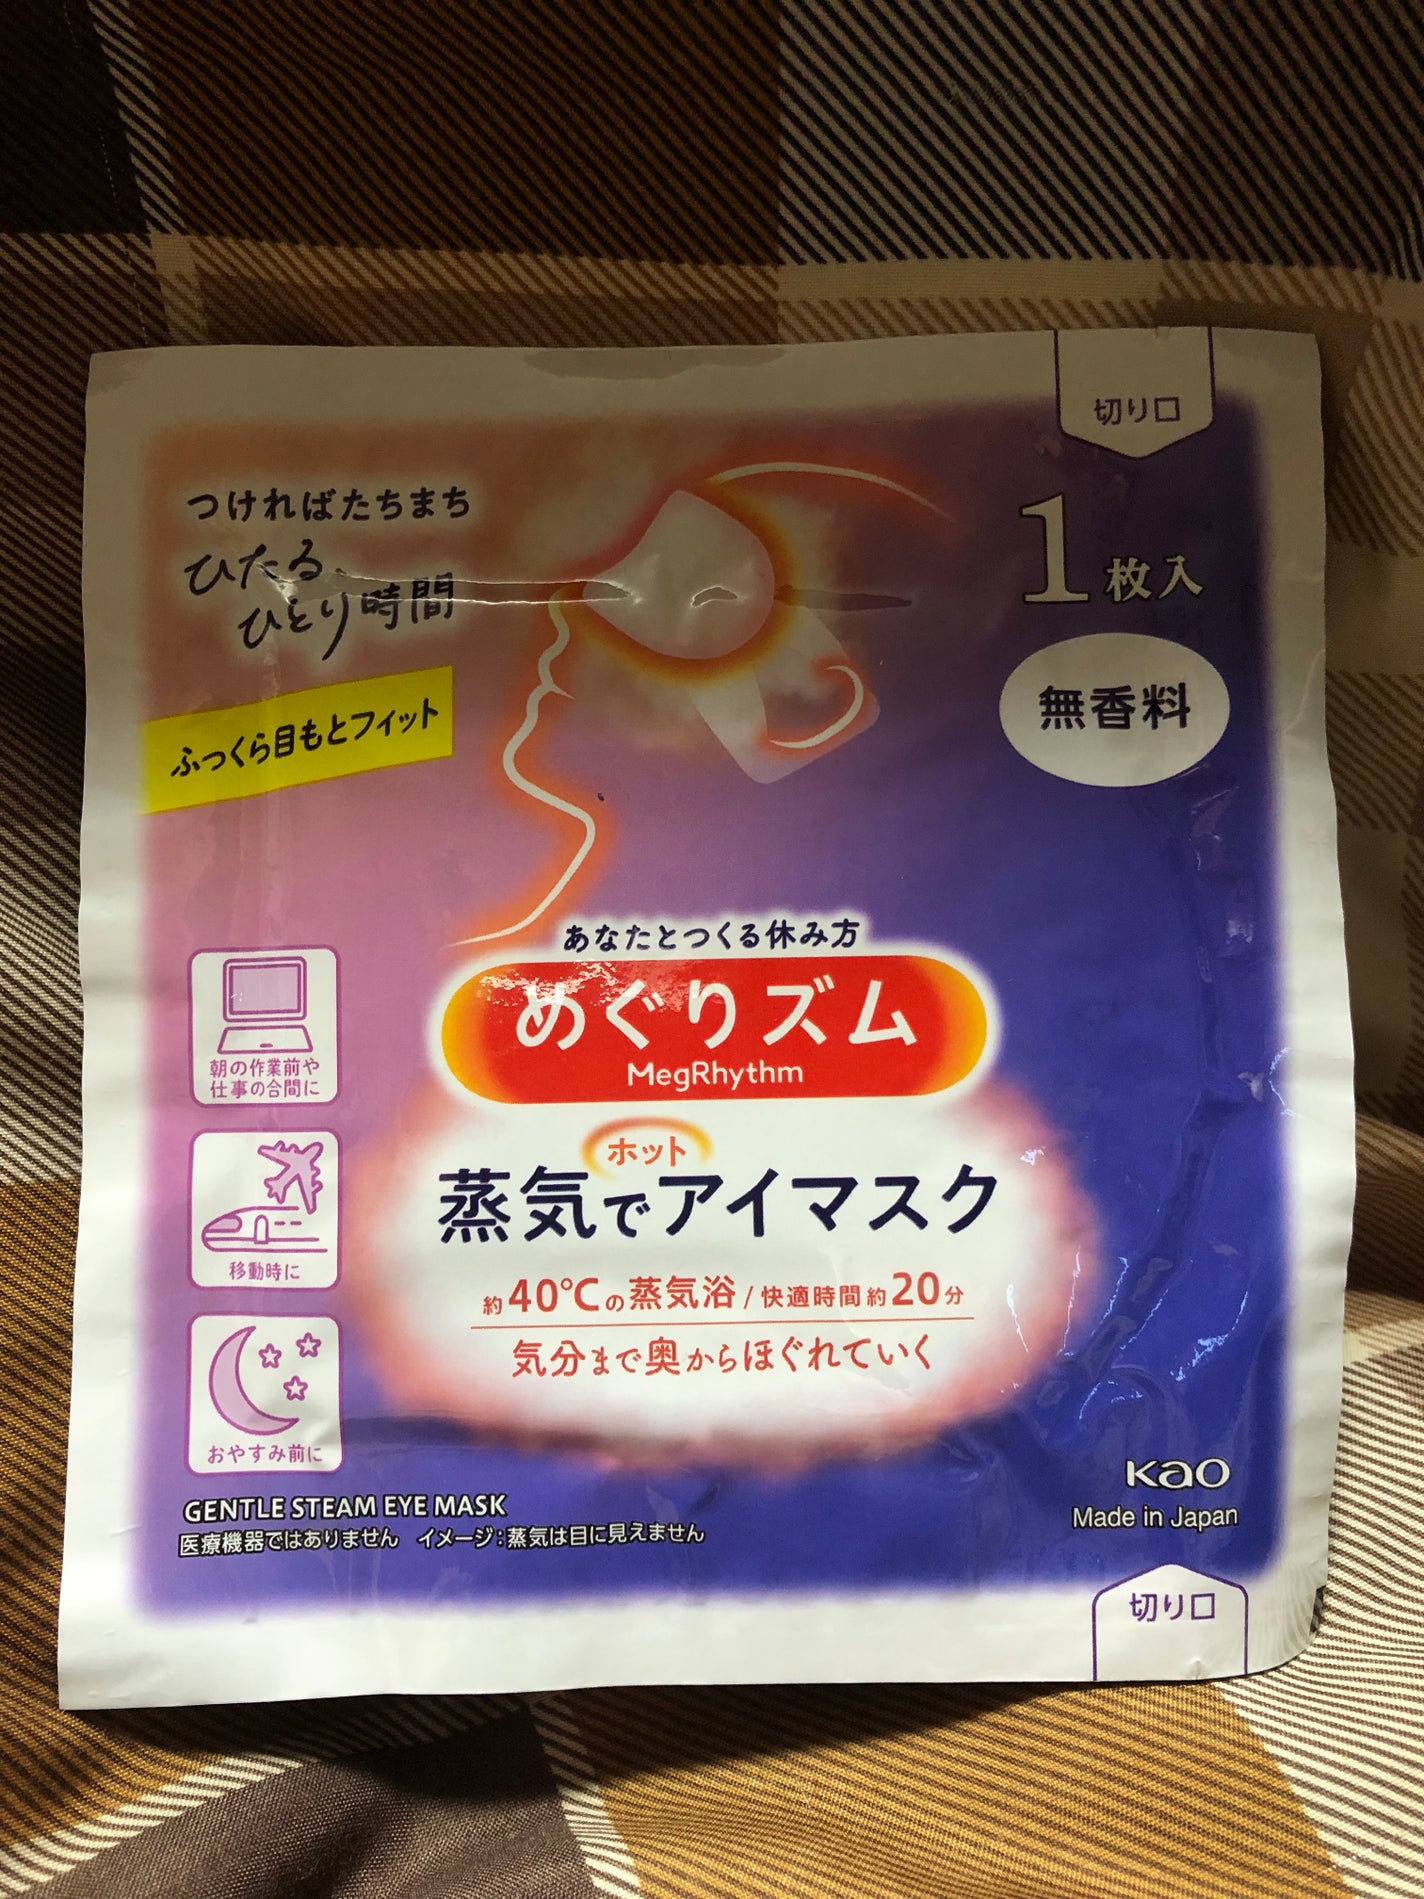 切り口
つければたちまち
ひたる、
ひとり時間
1枚入
ふっくら目もとフィット
無香料
あなたとつくる休み方
めぐりズム
MegRhythm
朝の作業前や
仕事の合間に
ホット
蒸気でアイマスク
移動時に
約40℃の蒸気浴/快適時間約20分
気分まで奥からほぐれていく
おやすみ前に
Kao
GENTLE STEAM EYE MASK
Made in Japan
医療機器ではありません イメージ:蒸気は目に見えません
切り口